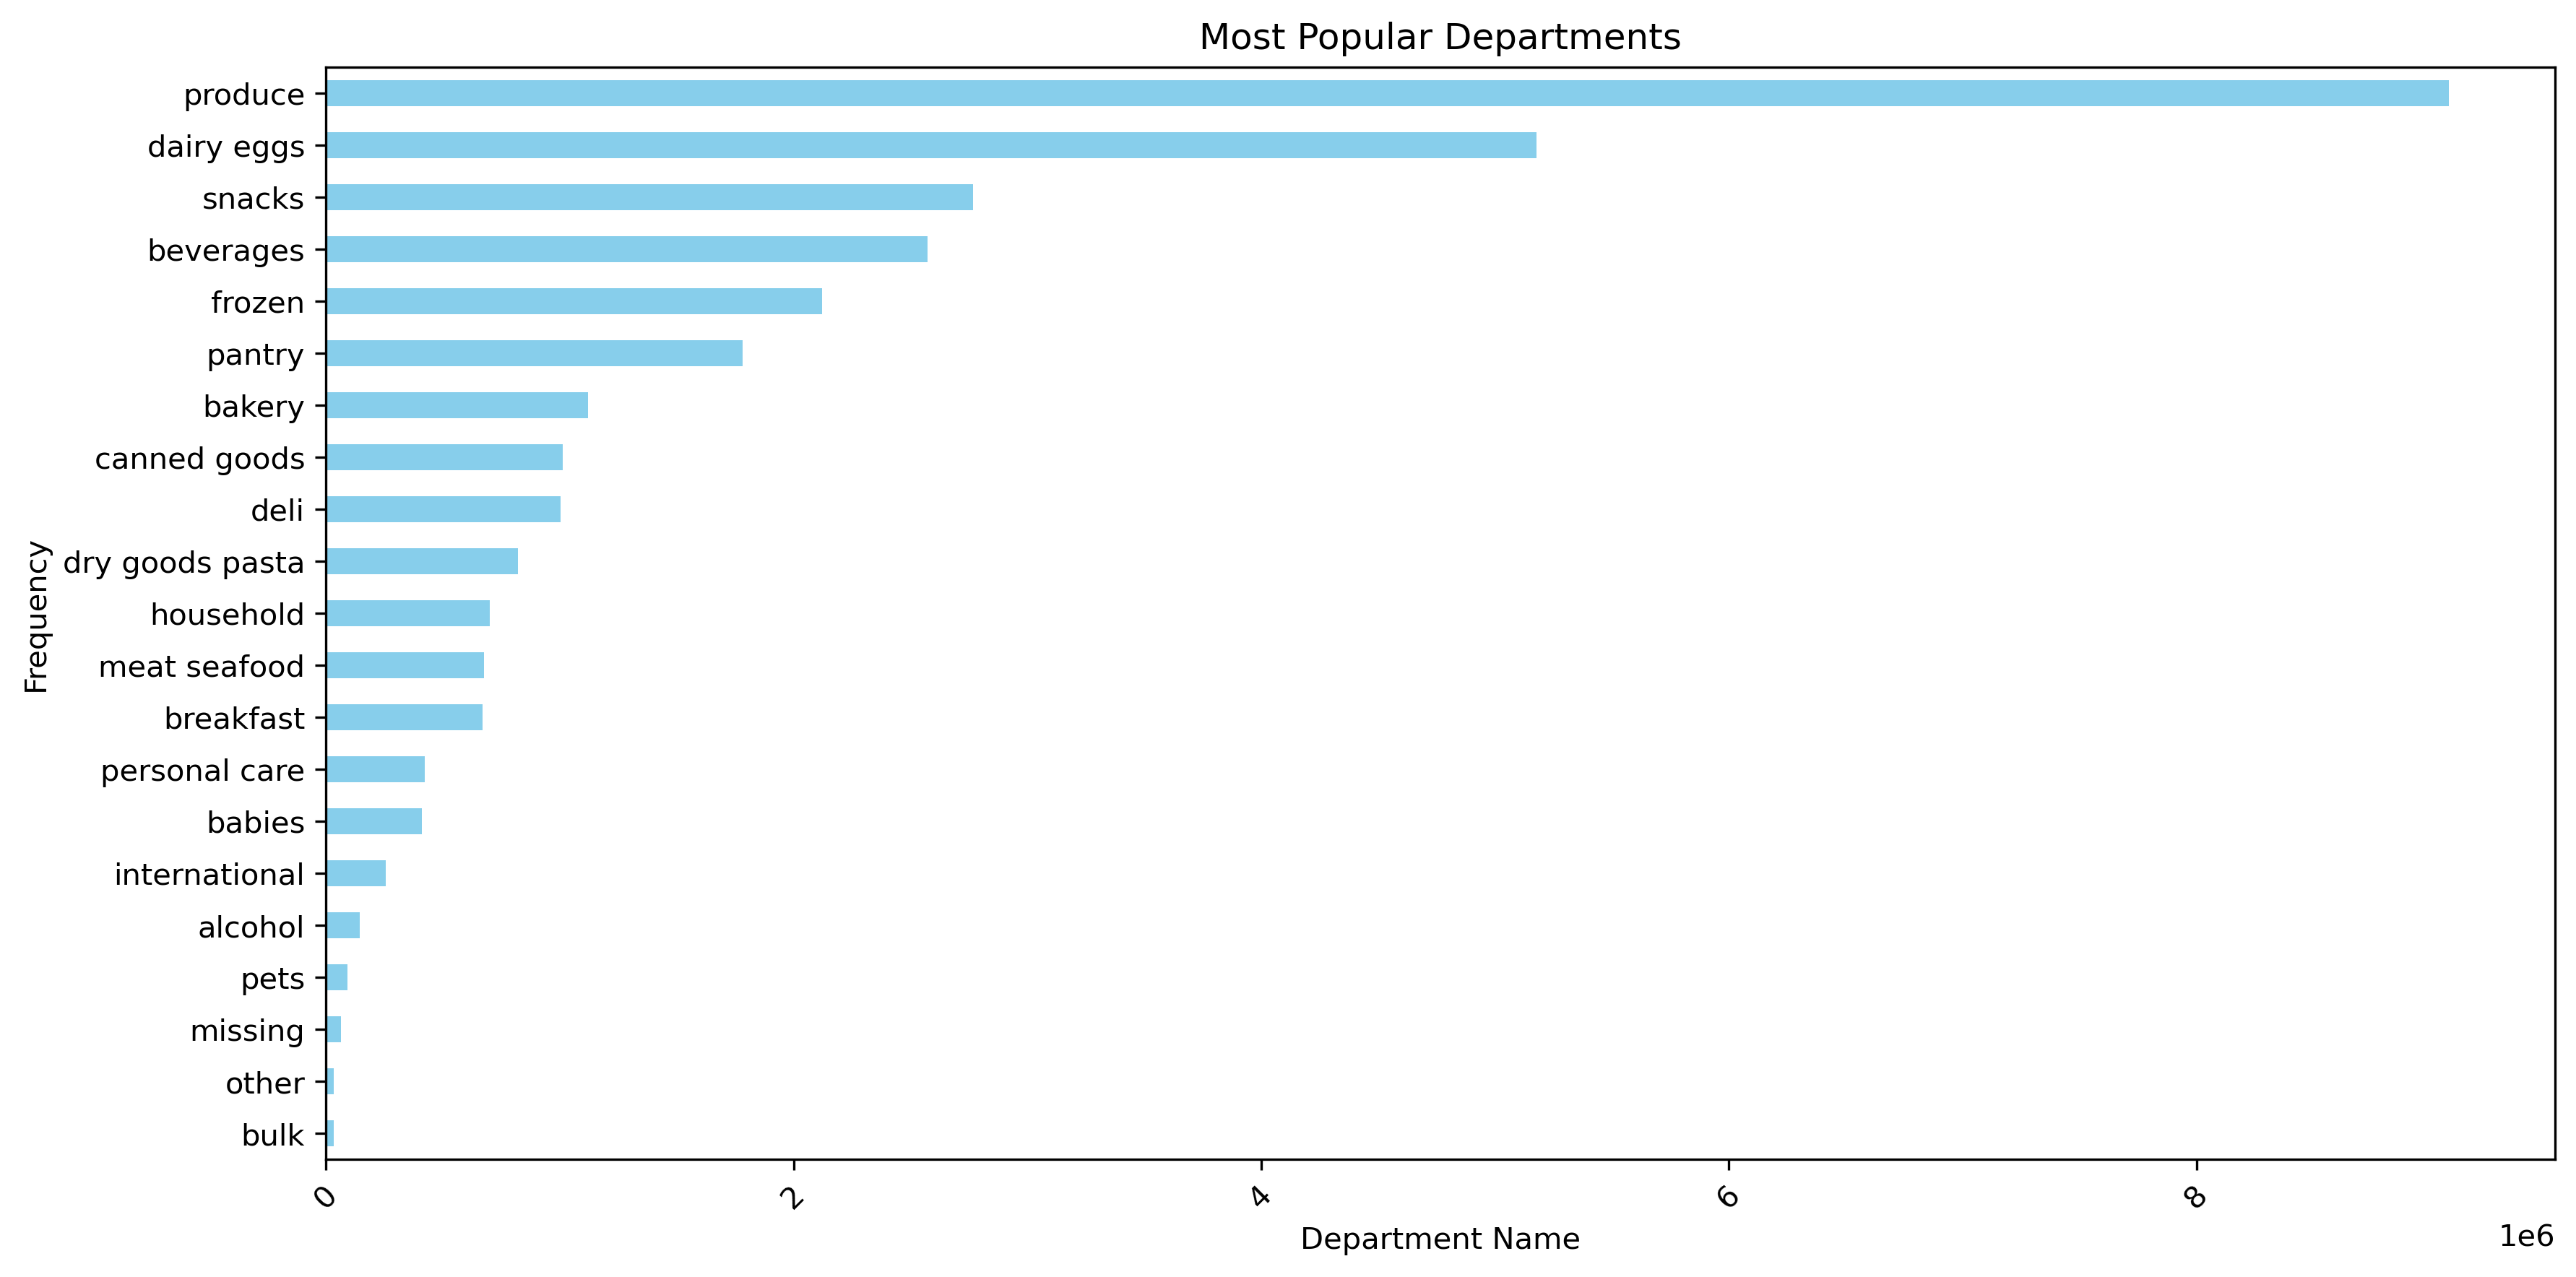 Most Popular Departments
produce
dairy eggs
snacks
beverages
frozen
pantry
bakery
canned goods
deli
dry goods pasta
household
meat seafood
breakfast
personal care
babies
international
alcohol
pets
missing
other
bulk
Frequency
0 2 4 6 8
Department Name
1e6